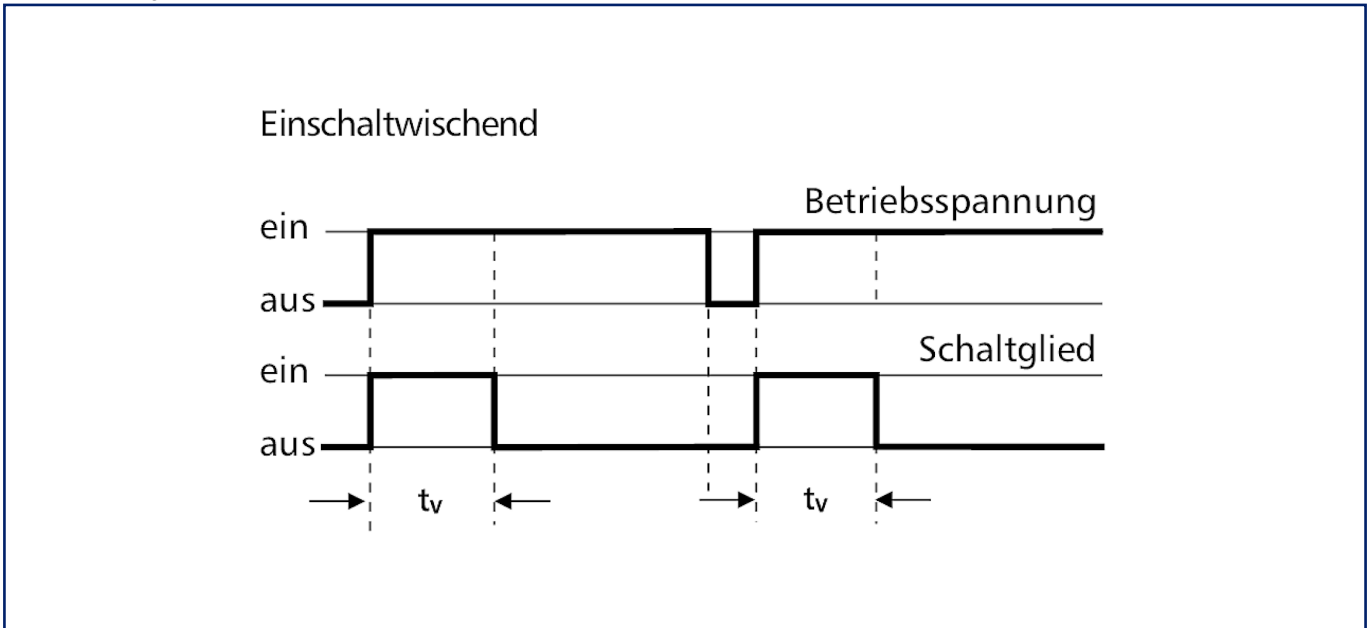 Einschaltwischend
Betriebsspannung
ein
aus
Schaltglied
ein
aus
tv tv